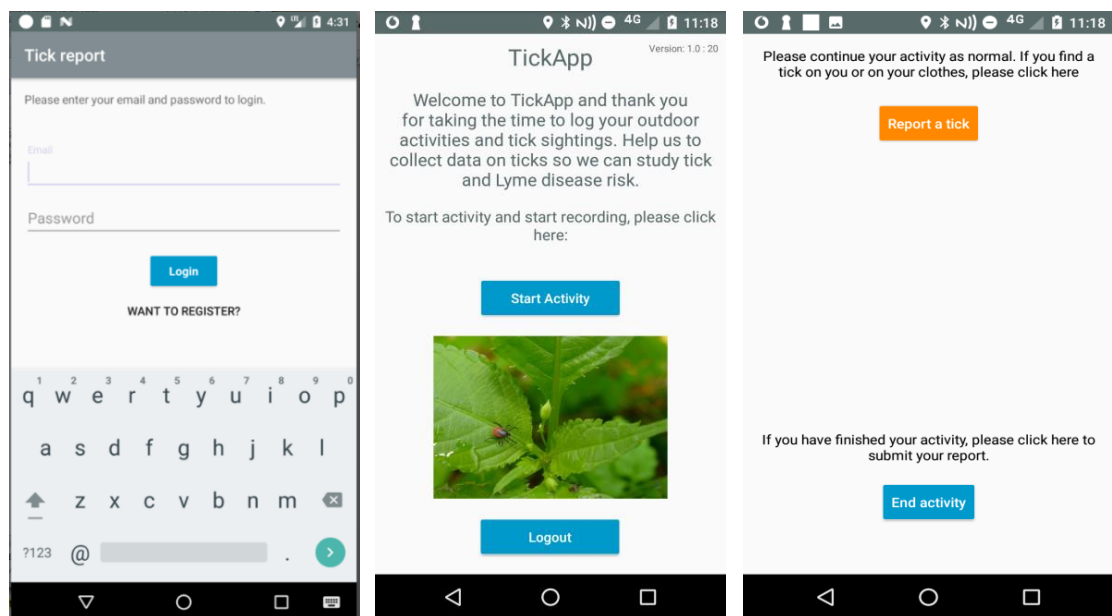 4:31
Tick report
Please enter your email and password to login.
Email
Password
Login
WANT TO REGISTER?
1 2 3 4 5 6 7 8 9 0
q w e r t y u i o p
a s d f g h j k l
z x c v b n m
?123 @ .
4G 11:18
TickApp
Version: 1.0 : 20
Welcome to TickApp and thank you
for taking the time to log your outdoor
activities and tick sightings. Help us to
collect data on ticks so we can study tick
and Lyme disease risk.
To start activity and start recording, please click
here:
Start Activity
Logout
4G 11:18
Please continue your activity as normal. If you find a
tick on you or on your clothes, please click here
Report a tick
If you have finished your activity, please click here to
submit your report.
End activity